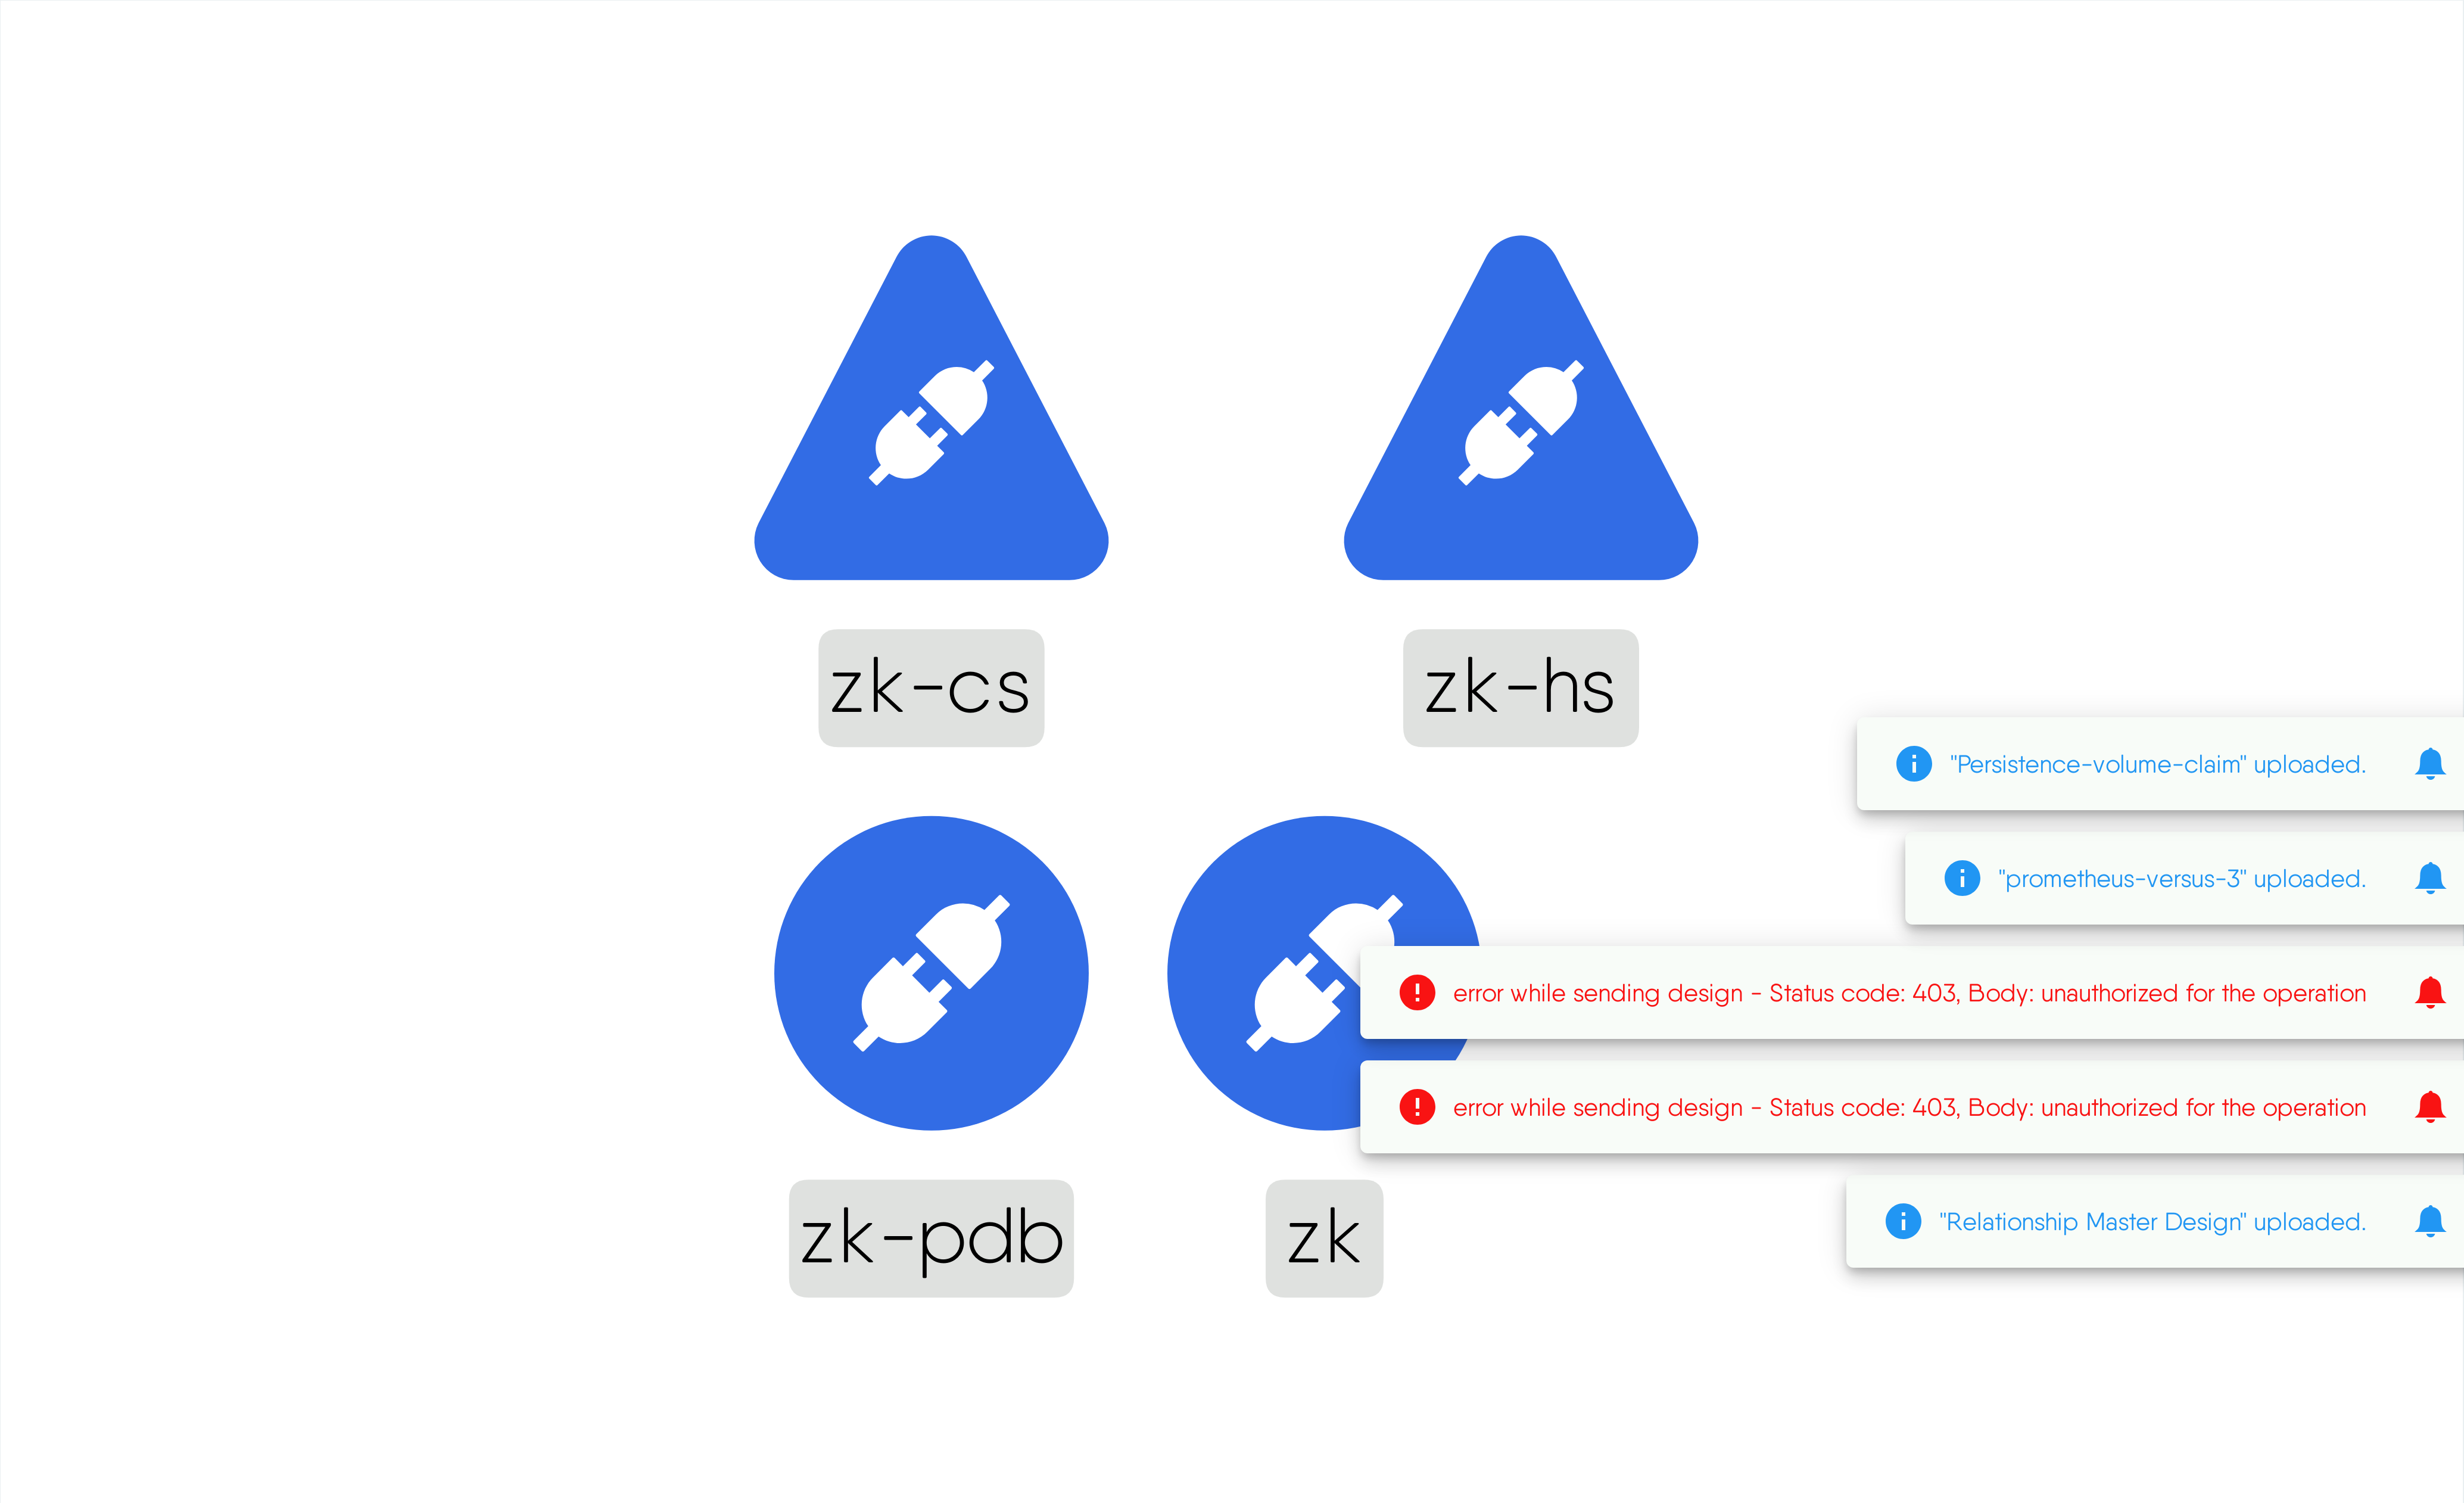 zk-cs
zk-hs
"Persistence-volume-claim" uploaded.
"prometheus-versus-3" uploaded.
error while sending design - Status code: 403, Body: unauthorized for the operation
error while sending design - Status code: 403, Body: unauthorized for the operation
zk-pdb
zk
"Relationship Master Design" uploaded.